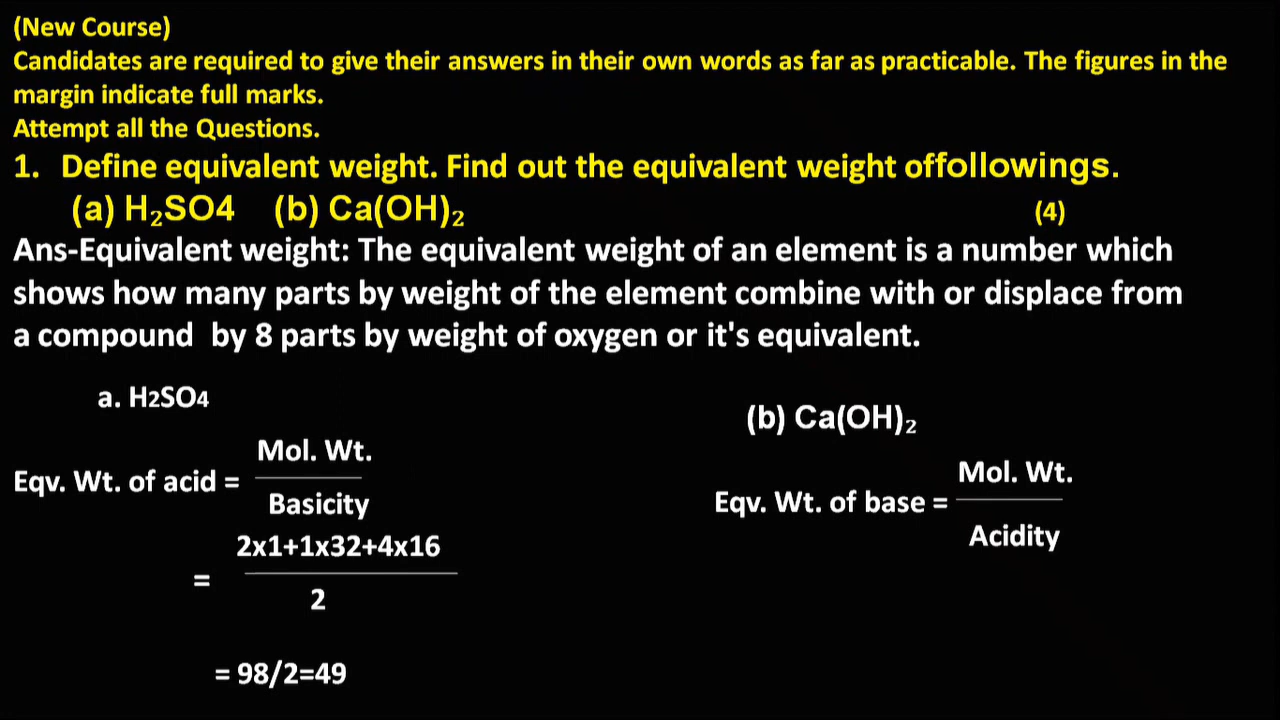 (New Course)
Candidates are required to give their answers in their own words as far as practicable. The figures in the
margin indicate full marks.
Attempt all the Questions.
1. Define equivalent weight. Find out the equivalent weight offollowings.
(a) H₂SO4 (b) Ca(OH)₂ (4)
Ans-Equivalent weight: The equivalent weight of an element is a number which
shows how many parts by weight of the element combine with or displace from
a compound by 8 parts by weight of oxygen or it's equivalent.
a. H2SO4
Mol. Wt.
Eqv. Wt. of acid =
Basicity
2x1+1x32+4x16
=
2
= 98/2=49
(b) Ca(OH)₂
Mol. Wt.
Eqv. Wt. of base =
Acidity